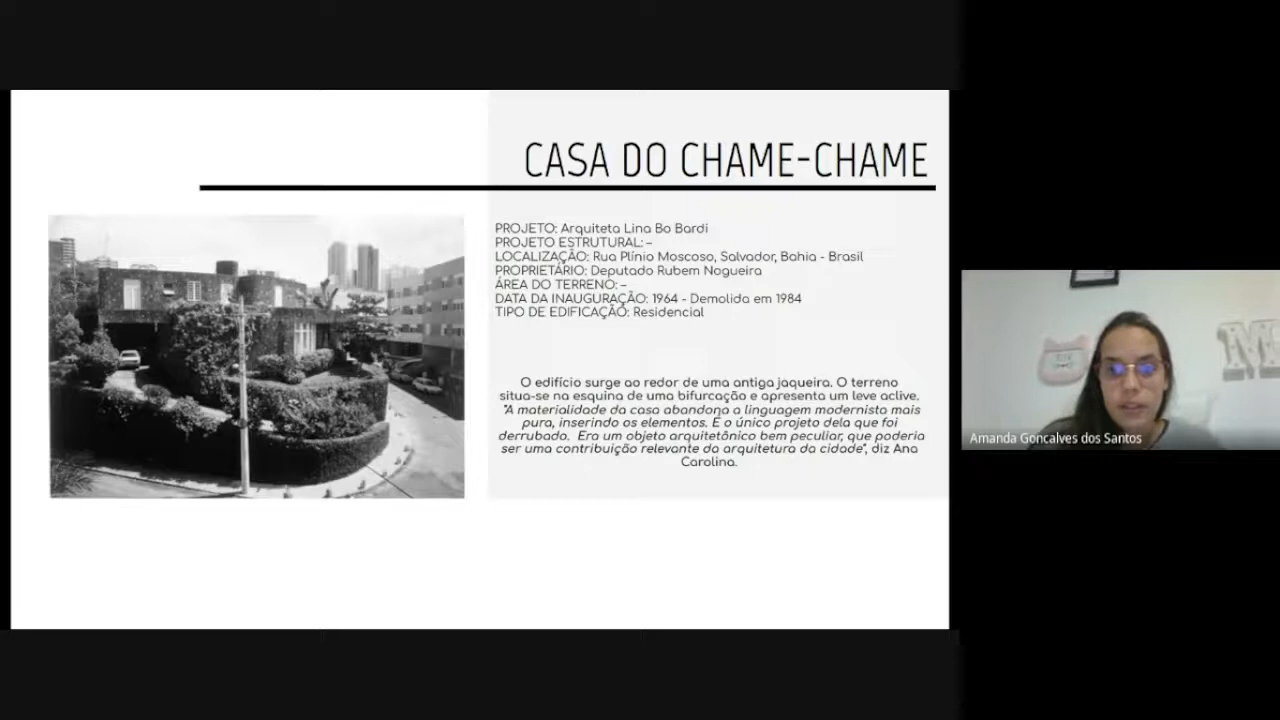 CASA DO CHAME-CHAME
PROJETO: Arquiteta Lina Bo Bardi
PROJETO ESTRUTURAL: –
LOCALIZAÇÃO: Rua Plínio Moscoso, Salvador, Bahia - Brasil
PROPRIETÁRIO: Deputado Rubem Nogueira
ÁREA DO TERRENO: –
DATA DA INAUGURAÇÃO: 1964 - Demolida em 1984
TIPO DE EDIFICAÇÃO: Residencial
O edifício surge ao redor de uma antiga jaqueira. O terreno
situa-se na esquina de uma bifurcação e apresenta um leve aclive.
"A materialidade da casa abandona a linguagem modernista mais
pura, inserindo os elementos. É o único projeto dela que foi
derrubado. Era um objeto arquitetônico bem peculiar, que poderia
ser uma contribuição relevante da arquitetura da cidade", diz Ana
Carolina.
M
Amanda Goncalves dos Santos